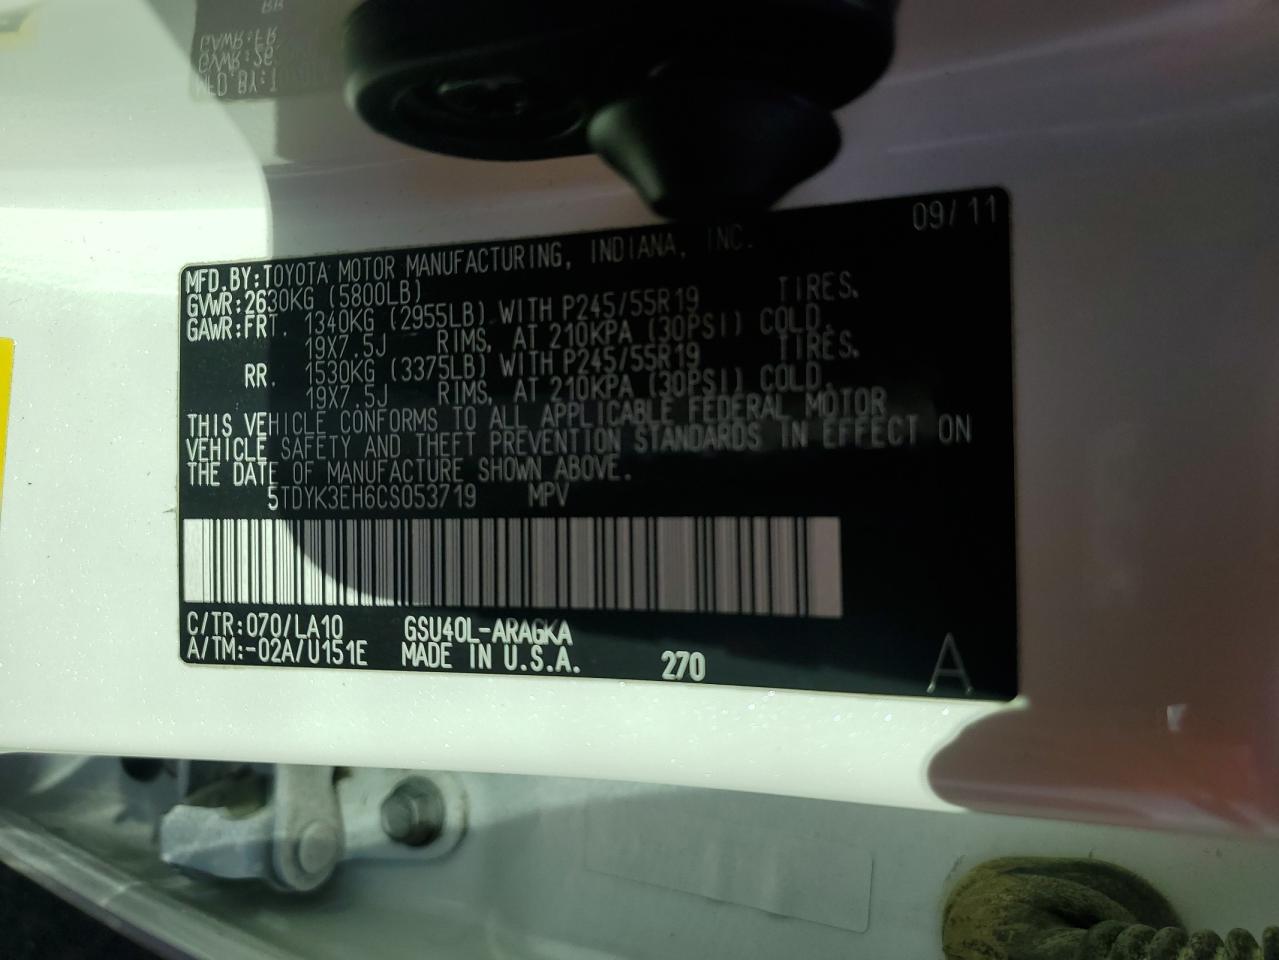 09/11
MFD.BY:TOYOTA MOTOR MANUFACTURING, INDIANA, INC.
GVWR:2630KG (5800LB)
GAWR:FRT. 1340KG (2955LB) WITH P245/55R19 TIRES.
19X7.5J RIMS, AT 210KPA (30PSI) COLD.
RR. 1530KG (3375LB) WITH P245/55R19 TIRES.
19X7.5J RIMS, AT 210KPA (30PSI) COLD.
THIS VEHICLE CONFORMS TO ALL APPLICABLE FEDERAL MOTOR
VEHICLE SAFETY AND THEFT PREVENTION STANDARDS IN EFFECT ON
THE DATE OF MANUFACTURE SHOWN ABOVE.
5TDYK3EH6CS053719 MPV
C/TR:070/LA10 GSU40L-ARAGKA
A/TM:-02A/U151E MADE IN U.S.A. 270 A